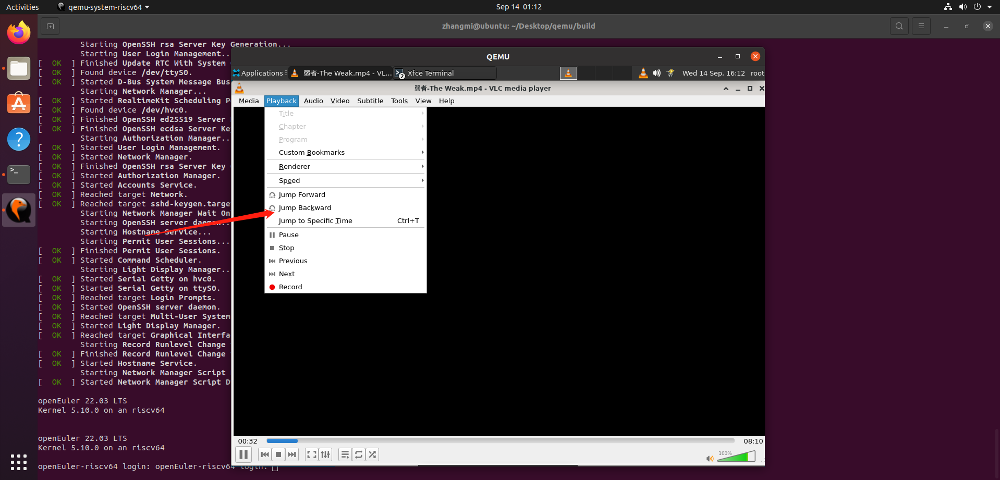 Activities
qemu-system-riscv64
Sep 14 01:12
zhangmi@ubuntu: ~/Desktop/qemu/build
Starting OpenSSH rsa Server Key Generation...
Starting User Login Management..
[ OK ] Finished Update RTC With System
[ OK ] Found device /dev/ttyS0.
[ OK ] Started D-Bus System Message Bus
Starting Network Manager...
[ OK ] Started RealtimeKit Scheduling P
[ OK ] Found device /dev/hvc0.
[ OK ] Finished OpenSSH ed25519 Server
[ OK ] Finished OpenSSH ecdsa Server Ke
Starting Authorization Manager..
[ OK ] Started User Login Management.
[ OK ] Started Network Manager.
[ OK ] Finished OpenSSH rsa Server Key
[ OK ] Started Authorization Manager.
[ OK ] Started Accounts Service.
[ OK ] Reached target Network.
[ OK ] Reached target sshd-keygen.targe
Starting Network Manager Wait On
Starting OpenSSH server daemon..
Starting Hostname Service...
Starting Permit User Sessions...
[ OK ] Finished Permit User Sessions.
[ OK ] Started Command Scheduler.
Starting Light Display Manager..
[ OK ] Started Serial Getty on hvc0.
[ OK ] Started Serial Getty on ttyS0.
[ OK ] Reached target Login Prompts.
[ OK ] Started OpenSSH server daemon.
[ OK ] Reached target Multi-User System
[ OK ] Started Light Display Manager.
[ OK ] Reached target Graphical Interfa
Starting Record Runlevel Change
[ OK ] Finished Record Runlevel Change
[ OK ] Started Hostname Service.
Starting Network Manager Script
[ OK ] Started Network Manager Script D
openEuler 22.03 LTS
Kernel 5.10.0 on an riscv64
openEuler 22.03 LTS
Kernel 5.10.0 on an riscv64
openEuler-riscv64 login: openEuler-riscv64 login:
QEMU
Applications
弱者-The Weak.mp4 - VL...
2
Xfce Terminal
Wed 14 Sep, 16:12
root
弱者-The Weak.mp4 - VLC media player
Media Playback Audio Video Subtitle Tools View Help
Title
Chapter
Program
Custom Bookmarks
Renderer
Speed
Jump Forward
Jump Backward
Jump to Specific Time Ctrl+T
Pause
Stop
Previous
Next
Record
00:32
08:10
100%